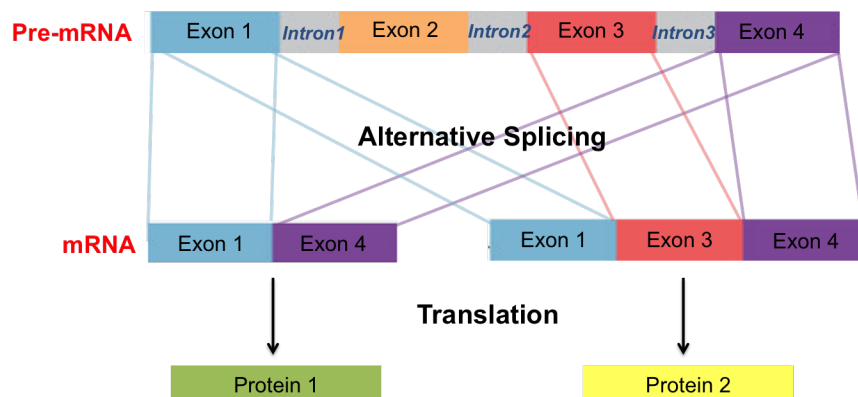 Pre-mRNA Exon 1 Intron1 Exon 2 Intron2 Exon 3 Intron3 Exon 4
Alternative Splicing
mRNA Exon 1 Exon 4 Exon 1 Exon 3 Exon 4
Translation
Protein 1 Protein 2